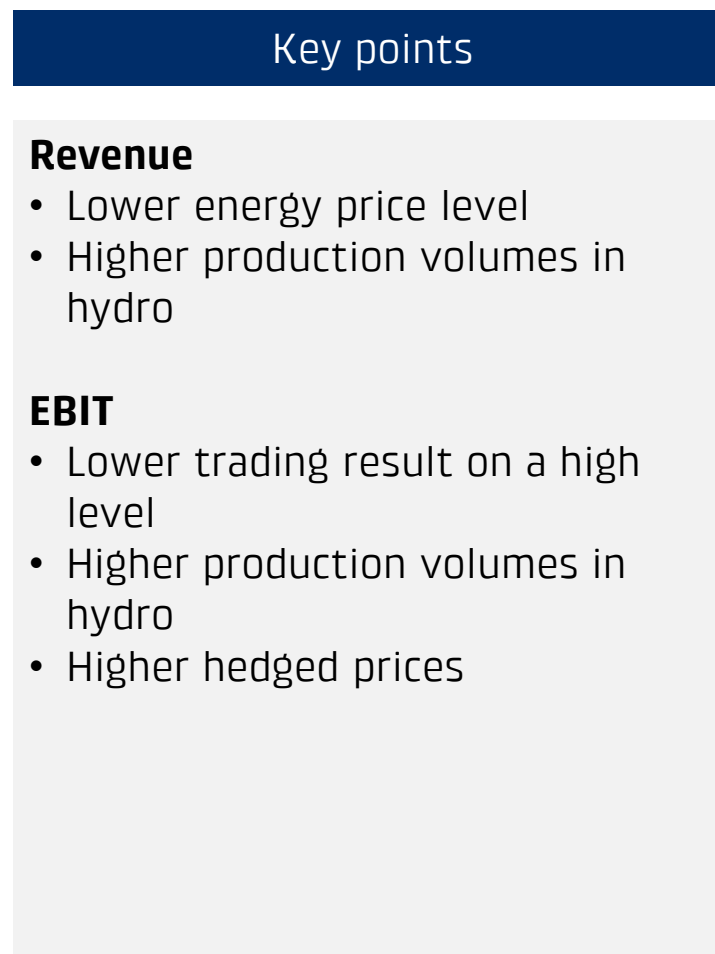 Key points
Revenue
• Lower energy price level
• Higher production volumes in
hydro
EBIT
• Lower trading result on a high
level
• Higher production volumes in
hydro
• Higher hedged prices